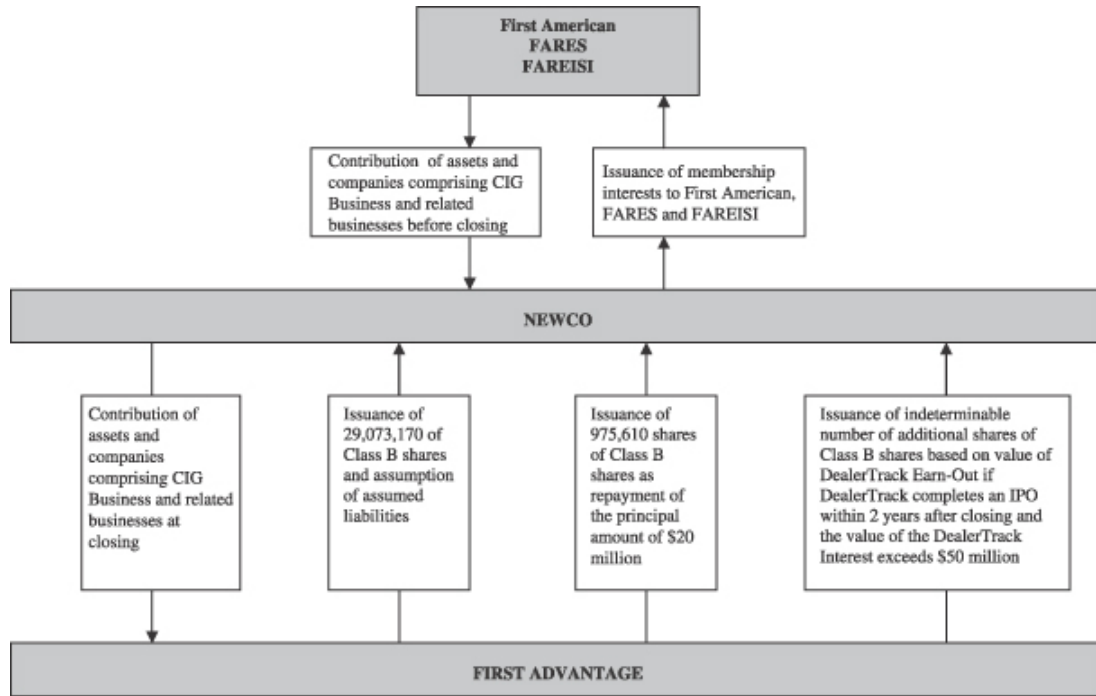 First American
FARES
FAREISI
Contribution of assets and
companies comprising CIG
Business and related
businesses before closing
Issuance of membership
interests to First American,
FARES and FAREISI
NEWCO
Contribution of
assets and
companies
comprising CIG
Business and related
businesses at
closing
Issuance of
29,073,170 of
Class B shares
and assumption
of assumed
liabilities
Issuance of
975,610 shares
of Class B
shares as
repayment of
the principal
amount of $20
million
Issuance of indeterminable
number of additional shares of
Class B shares based on value of
DealerTrack Earn-Out if
DealerTrack completes an IPO
within 2 years after closing and
the value of the DealerTrack
Interest exceeds $50 million
FIRST ADVANTAGE